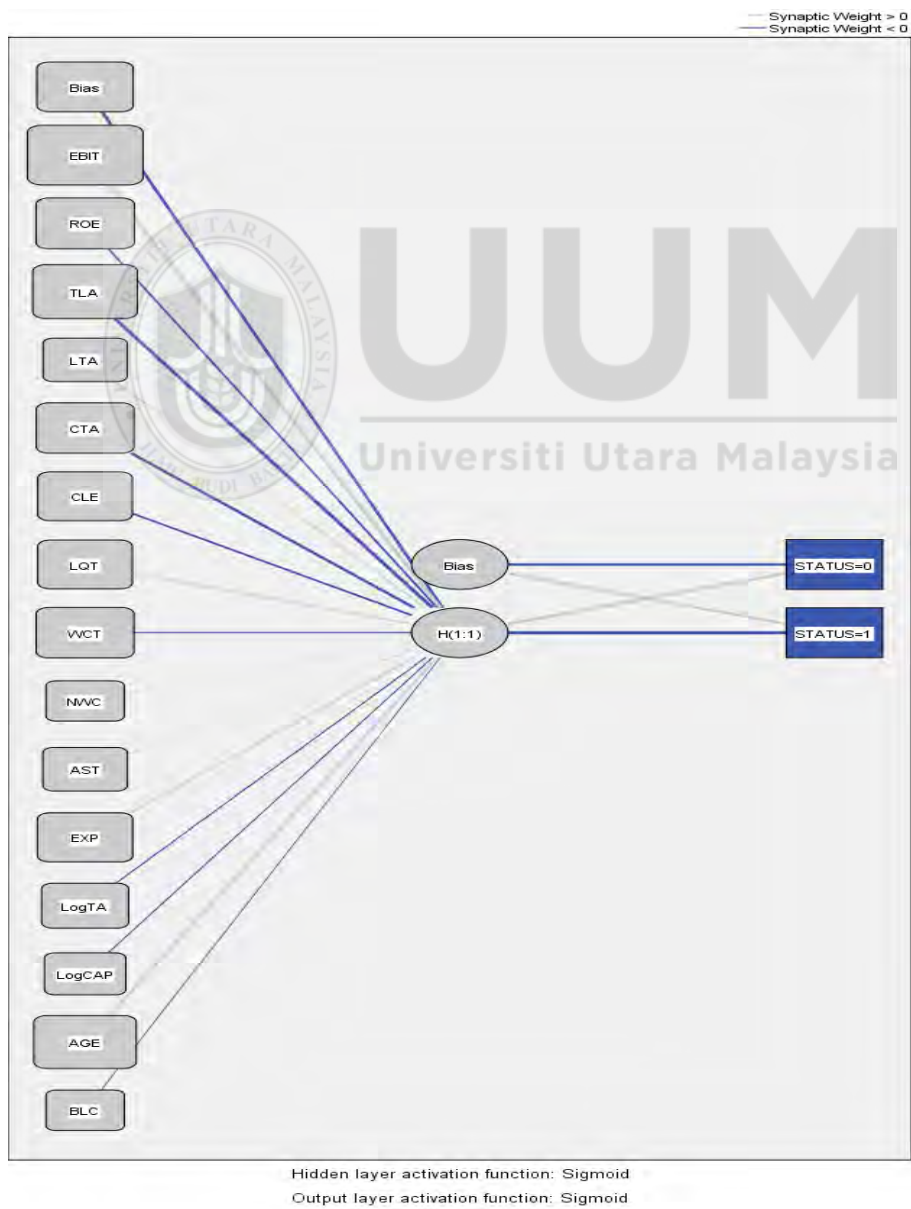 Synaptic Weight > 0
Synaptic Weight < 0
Bias
EBIT
ROE
TLA
LTA
CTA
CLE
LQT
WCT
NWC
AST
EXP
LogTA
LogCAP
AGE
BLC
Bias
H(1:1)
STATUS=0
STATUS=1
UUM
Universiti Utara Malaysia
UTARA MALAYSIA
Hidden layer activation function: Sigmoid
Output layer activation function: Sigmoid